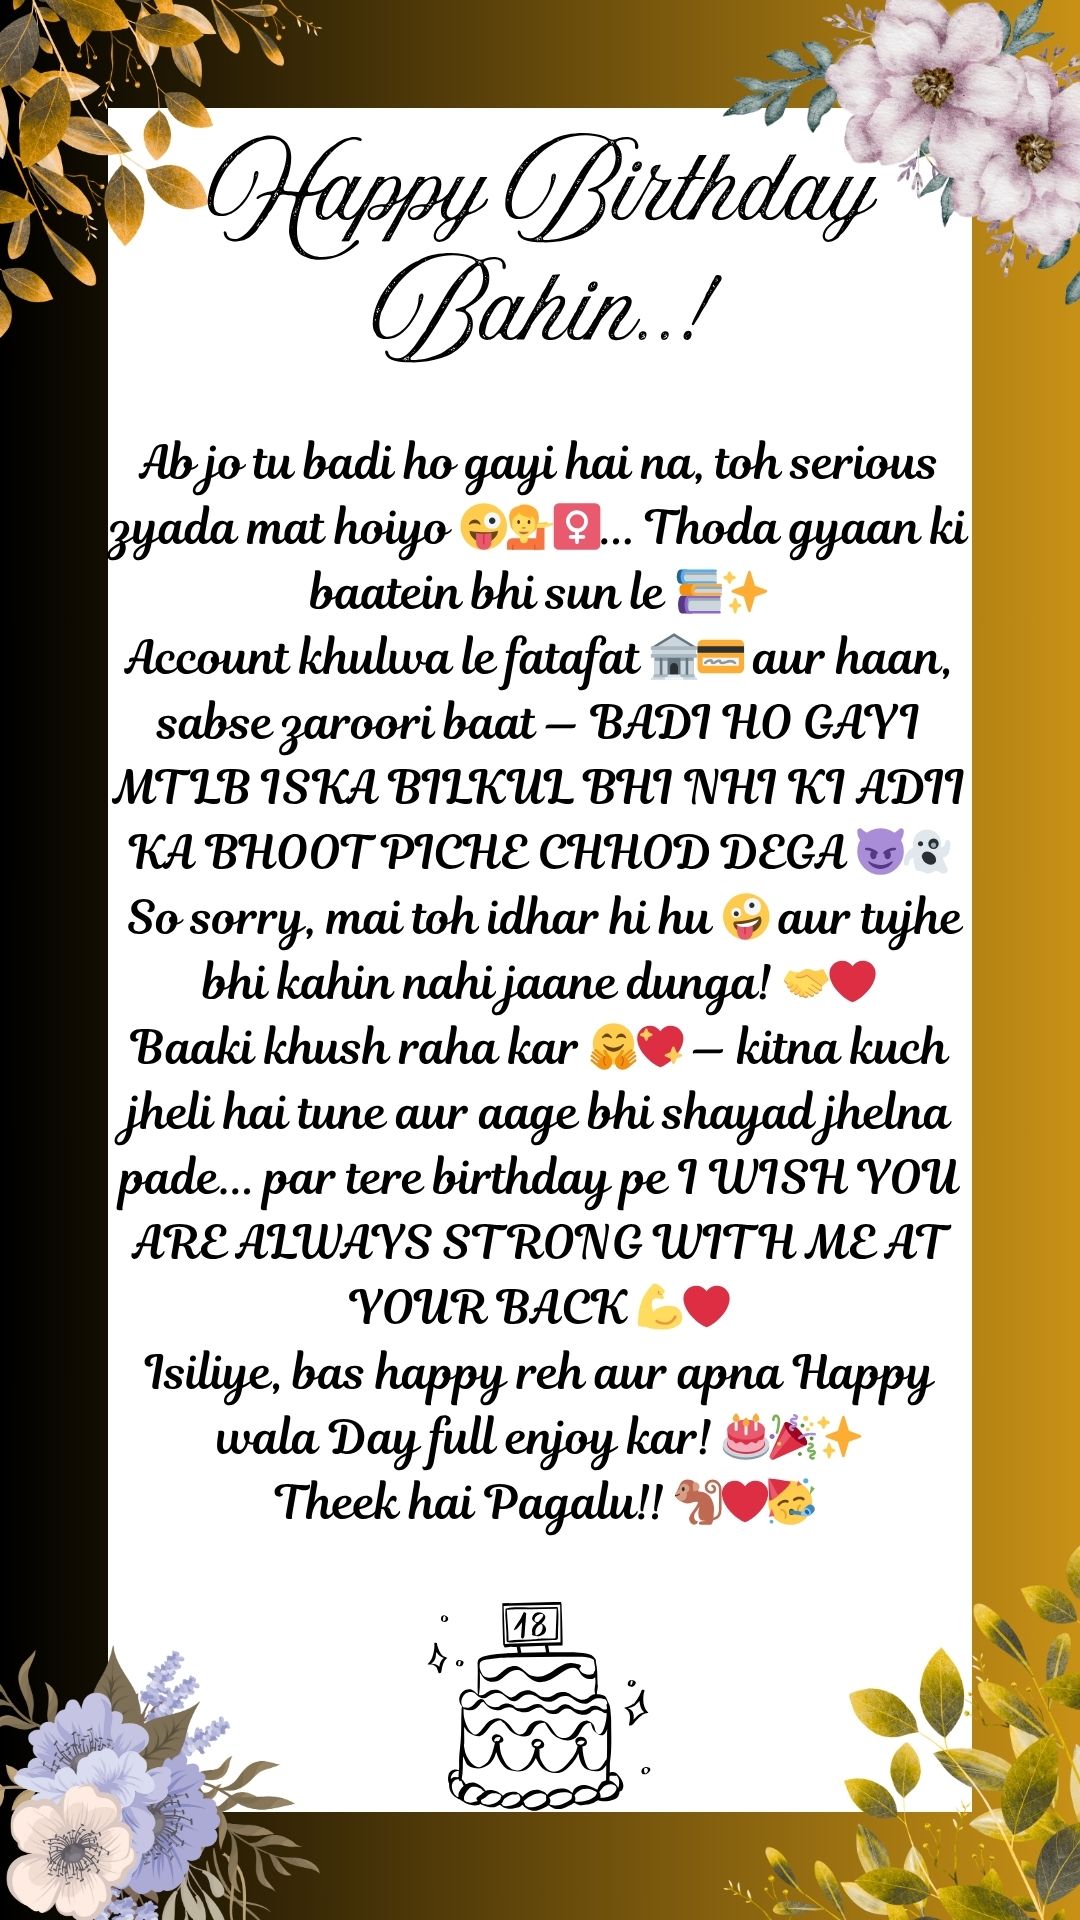 Happy Birthday
Bahin..!
Ab jo tu badi ho gayi hai na, toh serious
zyada mat hoiyo 😜💁♀️... Thoda gyaan ki
baatein bhi sun le 📚✨
Account khulwa le fatafat 🏛️💳 aur haan,
sabse zaroori baat – BADI HO GAYI
MTLB ISKA BILKUL BHI NHI KI ADII
KA BHOOT PICHE CHHOD DEGA 😈👻
So sorry, mai toh idhar hi hu 🤪 aur tujhe
bhi kahin nahi jaane dunga! 🤝❤️
Baaki khush raha kar 🤗💖 – kitna kuch
jheli hai tune aur aage bhi shayad jhelna
pade... par tere birthday pe I WISH YOU
ARE ALWAYS STRONG WITH ME AT
YOUR BACK 💪❤️
Isiliye, bas happy reh aur apna Happy
wala Day full enjoy kar! 🎂🎉✨
Theek hai Pagalu!! 🐒❤️🥳
18